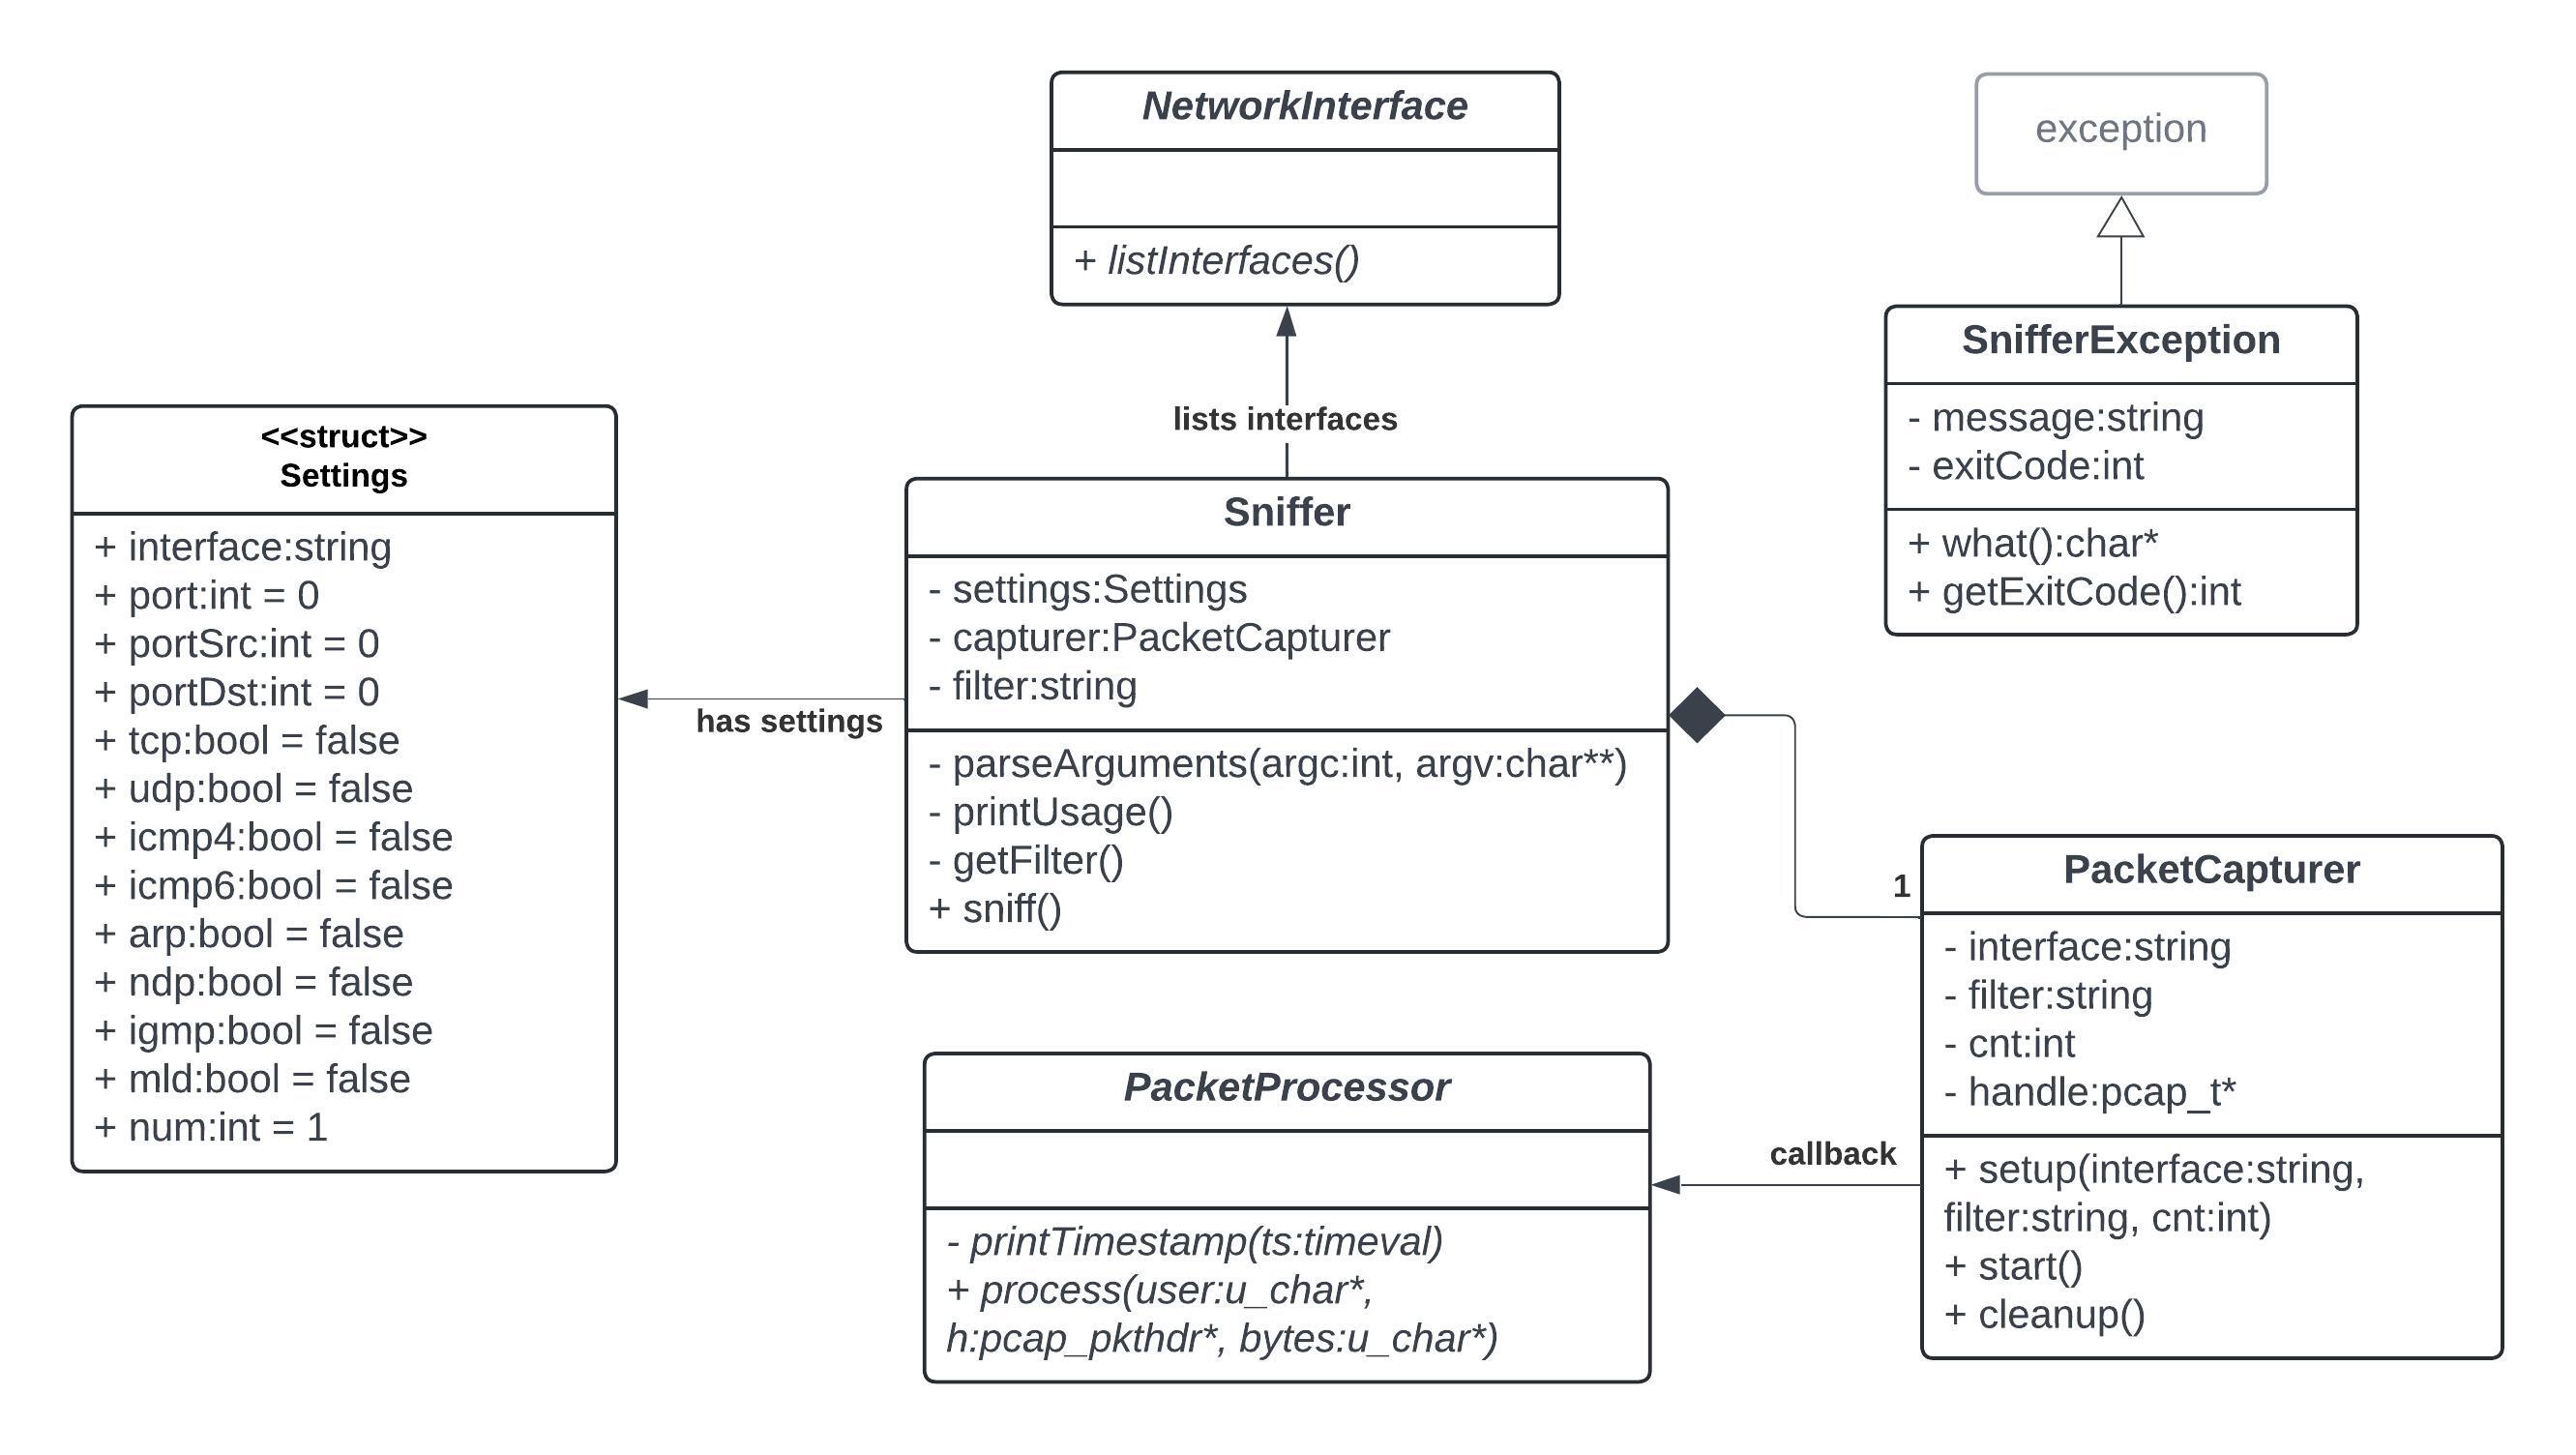 NetworkInterface
+ listInterfaces()
exception
SnifferException
- message:string
- exitCode:int
+ what():char*
+ getExitCode():int
lists interfaces
<<struct>>
Settings
+ interface:string
+ port:int = 0
+ portSrc:int = 0
+ portDst:int = 0
+ tcp:bool = false
+ udp:bool = false
+ icmp4:bool = false
+ icmp6:bool = false
+ arp:bool = false
+ ndp:bool = false
+ igmp:bool = false
+ mld:bool = false
+ num:int = 1
has settings
Sniffer
- settings:Settings
- capturer:PacketCapturer
- filter:string
- parseArguments(argc:int, argv:char**)
- printUsage()
- getFilter()
+ sniff()
1
PacketCapturer
- interface:string
- filter:string
- cnt:int
- handle:pcap_t*
+ setup(interface:string,
filter:string, cnt:int)
+ start()
+ cleanup()
callback
PacketProcessor
- printTimestamp(ts:timeval)
+ process(user:u_char*,
h:pcap_pkthdr*, bytes:u_char*)